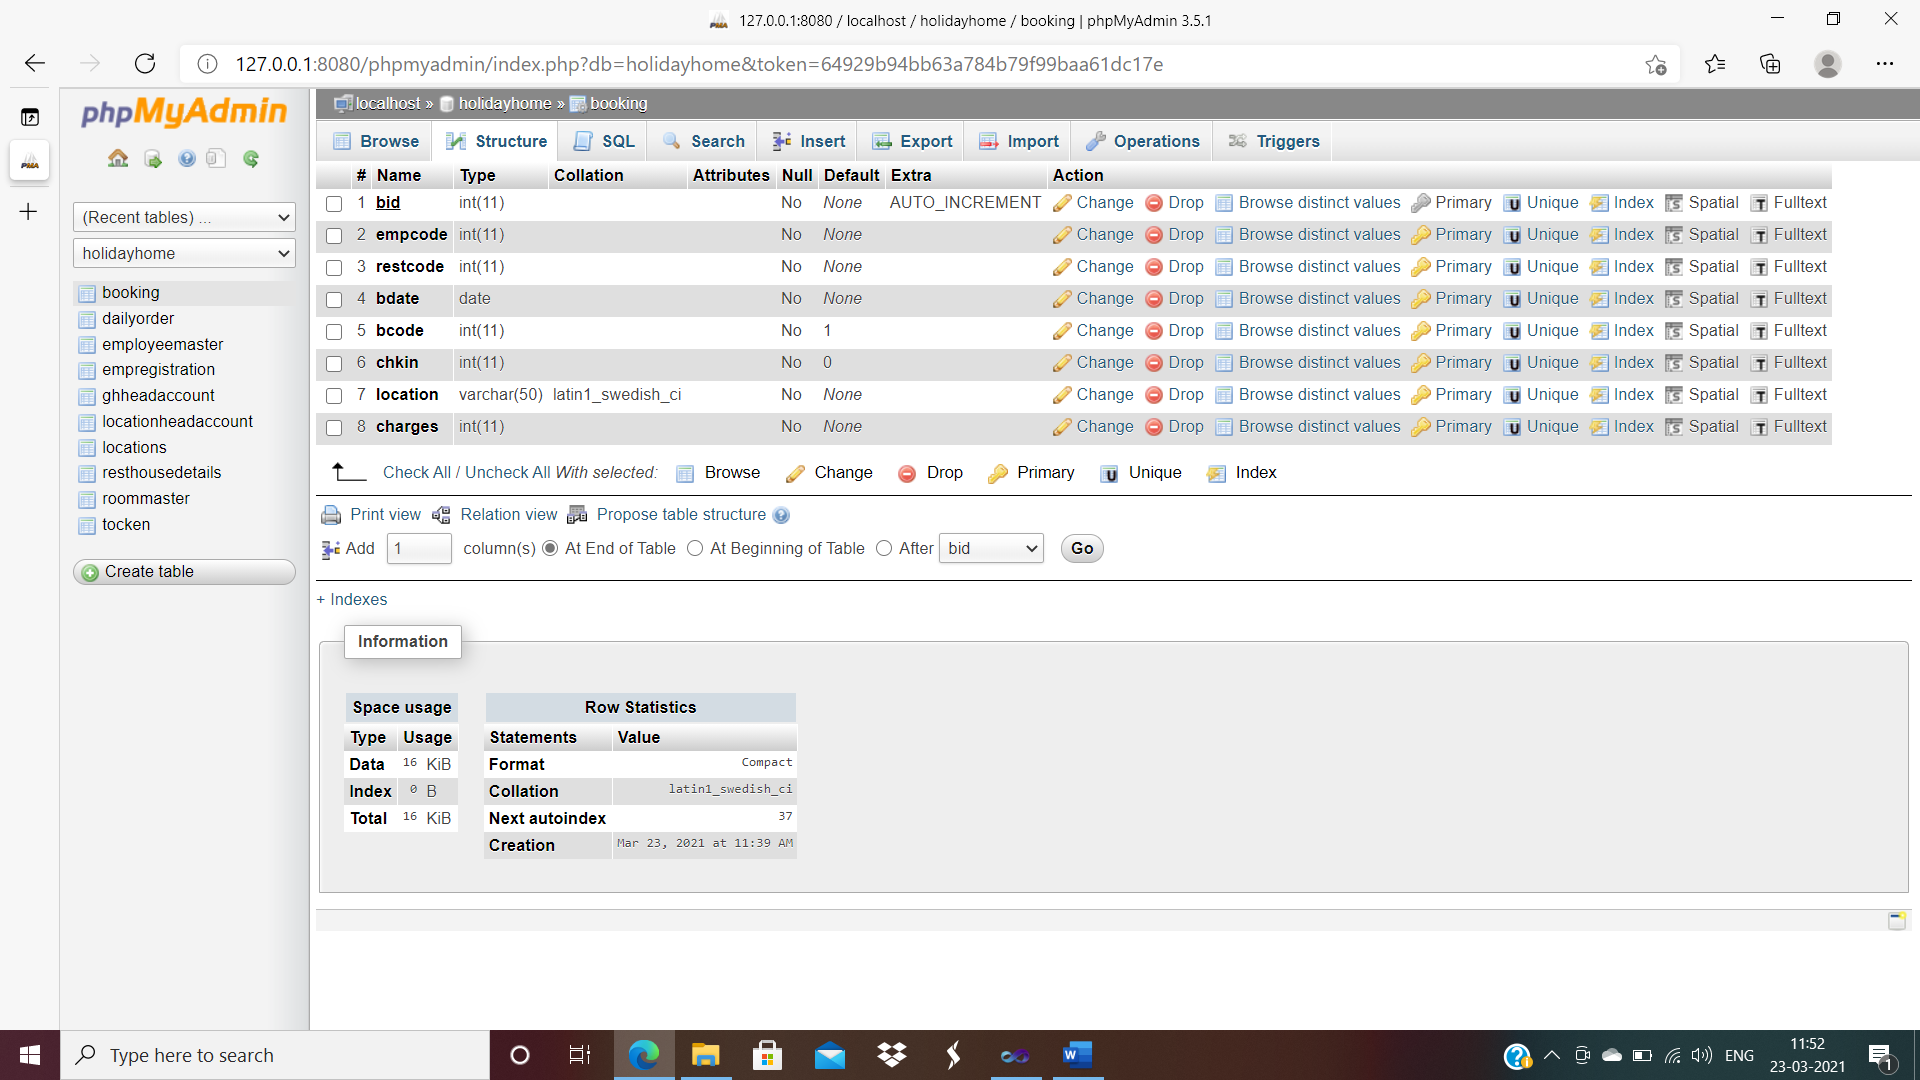 127.0.0.1:8080 / localhost / holidayhome / booking | phpMyAdmin 3.5.1
127.0.0.1:8080/phpmyadmin/index.php?db=holidayhome&token=64929b94bb63a784b79f99baa61dc17e
phpMyAdmin
(Recent tables) ...
holidayhome
booking
dailyorder
employeemaster
empregistration
ghheadaccount
locationheadaccount
locations
resthousedetails
roommaster
tocken
Create table
localhost » holidayhome » booking
Browse Structure SQL Search Insert Export Import Operations Triggers
# Name Type Collation Attributes Null Default Extra Action
1 bid int(11) No None AUTO_INCREMENT Change Drop Browse distinct values Primary Unique Index Spatial Fulltext
2 empcode int(11) No None Change Drop Browse distinct values Primary Unique Index Spatial Fulltext
3 restcode int(11) No None Change Drop Browse distinct values Primary Unique Index Spatial Fulltext
4 bdate date No None Change Drop Browse distinct values Primary Unique Index Spatial Fulltext
5 bcode int(11) No 1 Change Drop Browse distinct values Primary Unique Index Spatial Fulltext
6 chkin int(11) No 0 Change Drop Browse distinct values Primary Unique Index Spatial Fulltext
7 location varchar(50) latin1_swedish_ci No None Change Drop Browse distinct values Primary Unique Index Spatial Fulltext
8 charges int(11) No None Change Drop Browse distinct values Primary Unique Index Spatial Fulltext
Check All / Uncheck All With selected: Browse Change Drop Primary Unique Index
Print view Relation view Propose table structure
Add 1 column(s) At End of Table At Beginning of Table After bid Go
+ Indexes
Information
Space usage
Type Usage
Data 16 KiB
Index 0 B
Total 16 KiB
Row Statistics
Statements Value
Format Compact
Collation latin1_swedish_ci
Next autoindex 37
Creation Mar 23, 2021 at 11:39 AM
Type here to search
ENG
11:52
23-03-2021
1